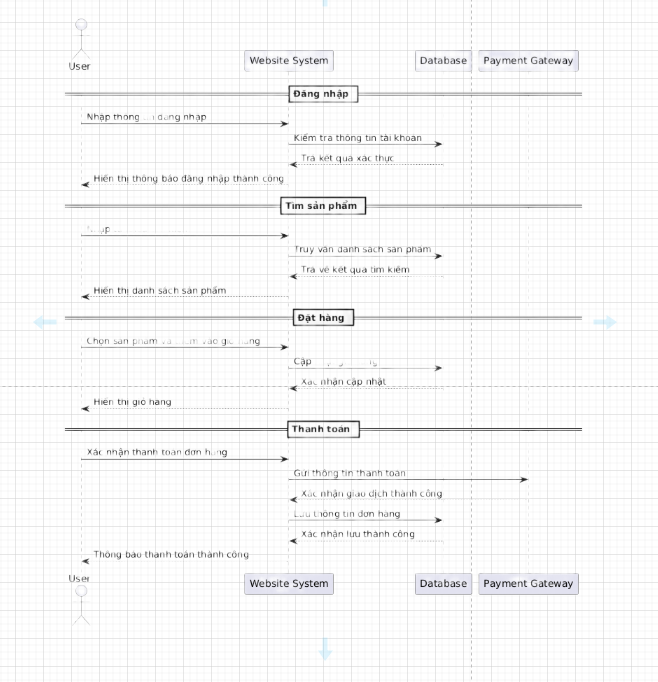 User
Website System
Database
Payment Gateway
Đăng nhập
Nhập thông đăng nhập
Kiểm tra thông tin tài khoản
Trả kết quả xác thực
Hiển thị thông báo đăng nhập thành công
Tìm sản phẩm
Truy vấn danh sách sản phẩm
Trả về kết quả tìm kiếm
Hiển thị danh sách sản phẩm
Đặt hàng
Chọn sản phẩm và thêm vào giỏ hàng
Cập
Xác nhận cập nhật
Hiển thị giỏ hàng
Thanh toán
Xác nhận thanh toán đơn hàng
Gửi thông tin thanh toán
Xác nhận giao dịch thành công
Lưu thông tin đơn hàng
Xác nhận lưu thành công
Thông báo thanh toán thành công
User
Website System
Database
Payment Gateway